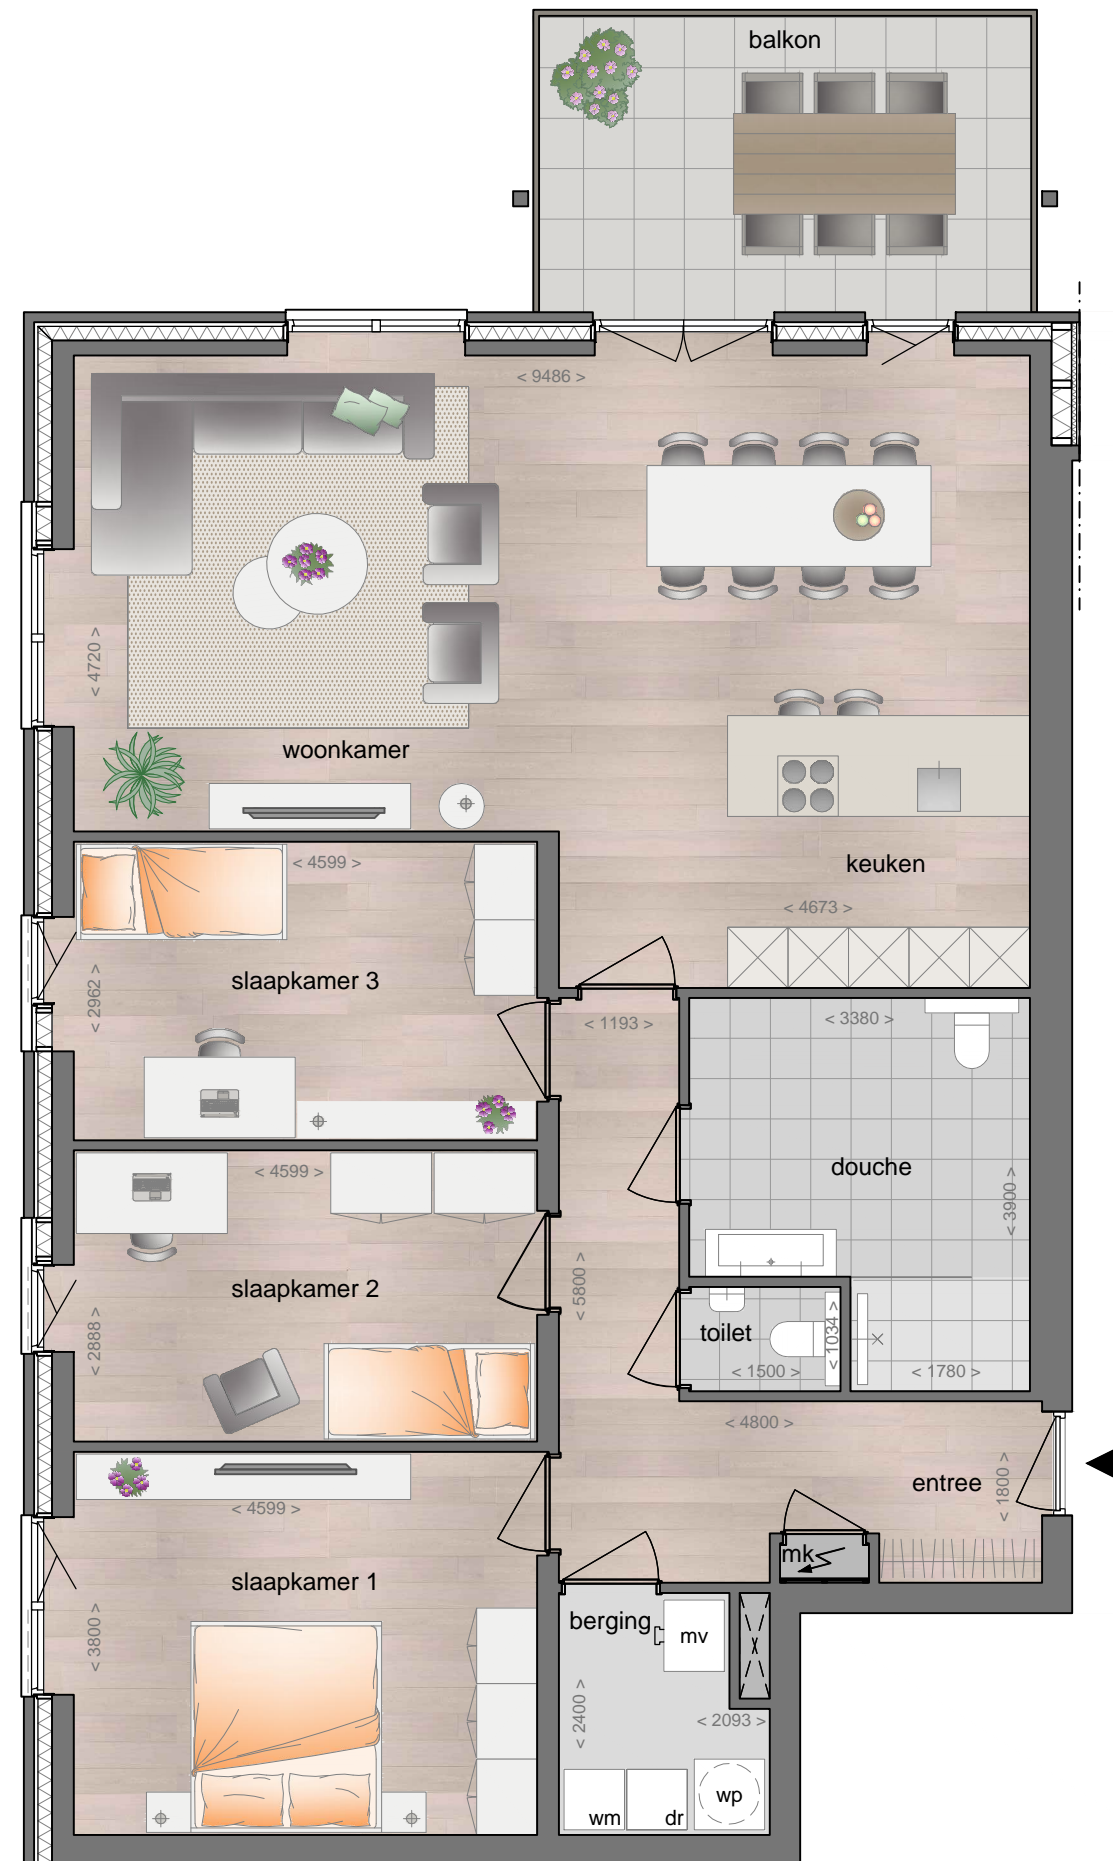 balkon
< 9486 >
< 4720 >
woonkamer
keuken
< 4599 >
< 4673 >
slaapkamer 3
< 2962 >
< 1193 >
< 3380 >
douche
< 3900 >
< 4599 >
slaapkamer 2
< 2888 >
< 5800 >
toilet
< 1034 >
< 1500 >
< 1780 >
< 4800 >
entree
< 1800 >
< 4599 >
mk
slaapkamer 1
< 3800 >
berging
mv
< 2400 >
< 2093 >
wm
dr
wp